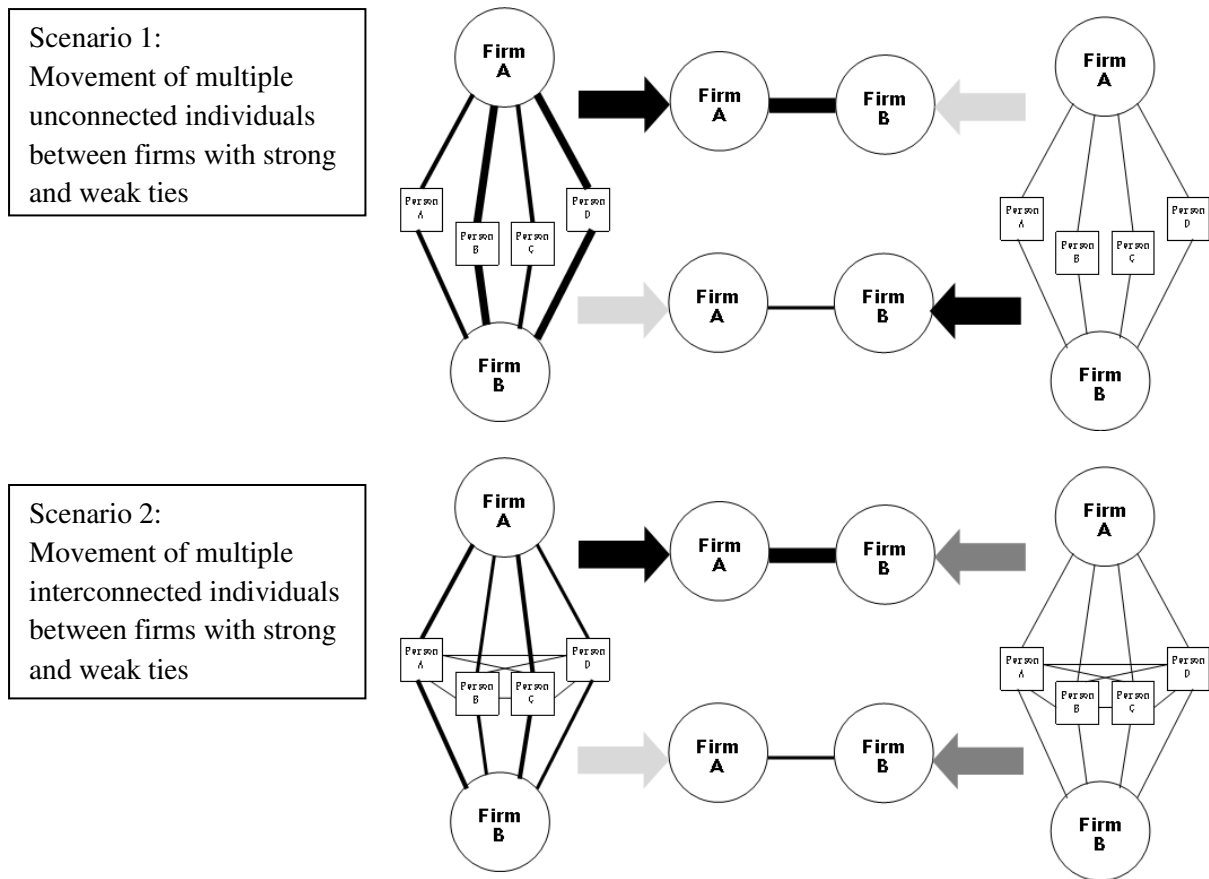 Scenario 1:
Movement of multiple
unconnected individuals
between firms with strong
and weak ties
Firm
A
Person
A
Person
B
Person
C
Person
D
Firm
B
Firm
A
Firm
B
Firm
A
Firm
B
Firm
A
Person
A
Person
B
Person
C
Person
D
Firm
B
Scenario 2:
Movement of multiple
interconnected individuals
between firms with strong
and weak ties
Firm
A
Person
A
Person
B
Person
C
Person
D
Firm
B
Firm
A
Firm
B
Firm
A
Firm
B
Firm
A
Person
A
Person
B
Person
C
Person
D
Firm
B